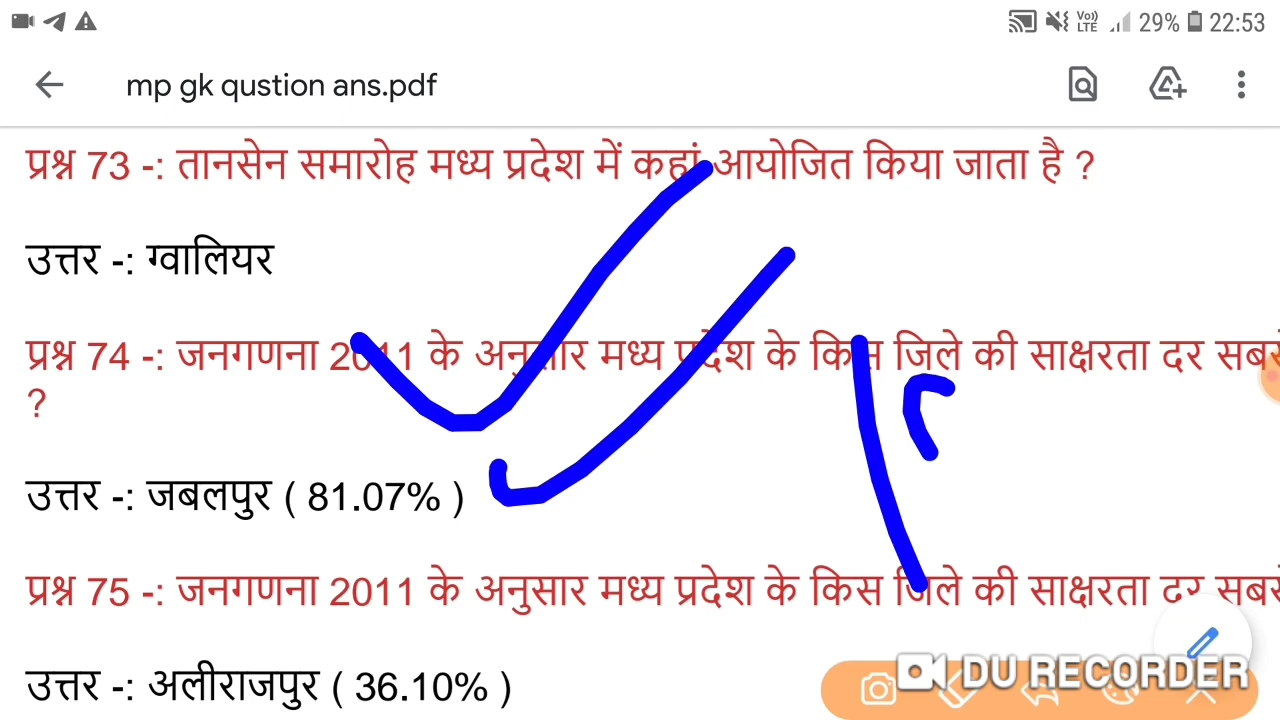 29% 22:53
mp gk qustion ans.pdf
प्रश्न 73 -: तानसेन समारोह मध्य प्रदेश में कहां आयोजित किया जाता है ?
उत्तर -: ग्वालियर
प्रश्न 74 -: जनगणना 2011 के अनुसार मध्य प्रदेश के किस जिले की साक्षरता दर
?
उत्तर -: जबलपुर ( 81.07% )
प्रश्न 75 -: जनगणना 2011 के अनुसार मध्य प्रदेश के किस जिले की साक्षरता दर
उत्तर -: अलीराजपुर ( 36.10% )
DU RECORDER